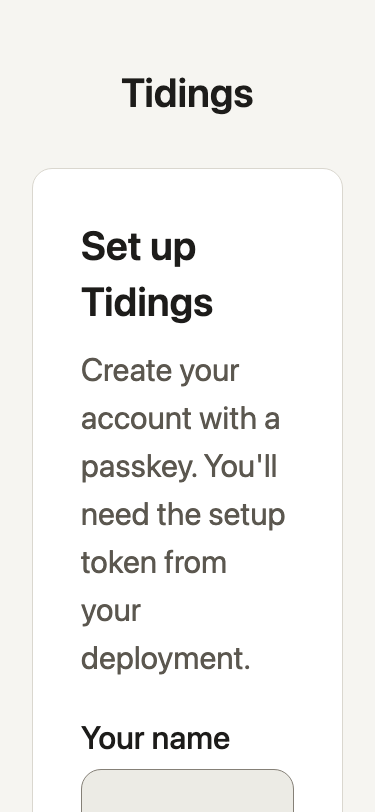 Tidings
Set up
Tidings
Create your
account with a
passkey. You'll
need the setup
token from
your
deployment.
Your name